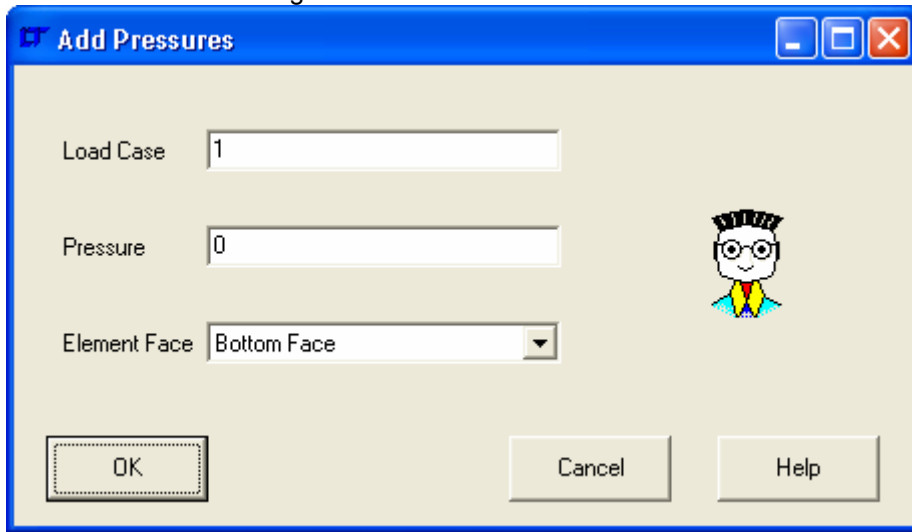 Add Pressures
Load Case 1
Pressure 0
Element Face Bottom Face
OK Cancel Help